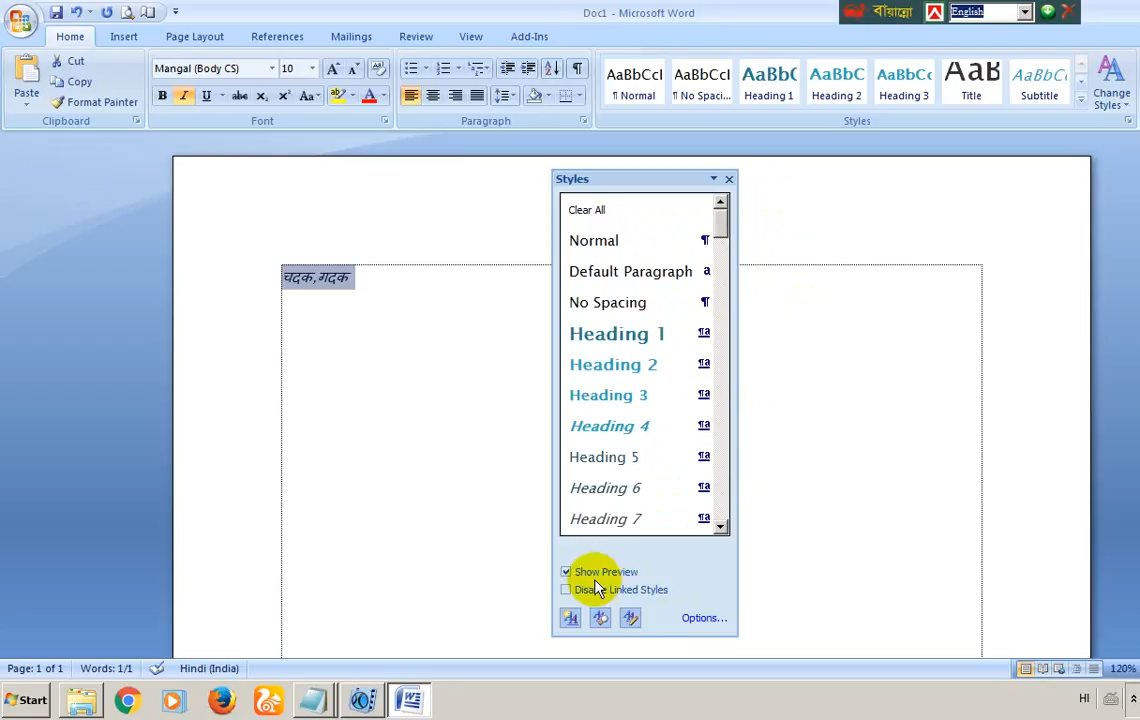 Doc1 - Microsoft Word
বায়ান্নো
English
Home Insert Page Layout References Mailings Review View Add-Ins
Paste
Cut
Copy
Format Painter
Clipboard
Mangal (Body CS) 10
Font
Paragraph
AaBbCcI AaBbCcI AaBbC AaBbC AaBbCc AaB AaBbCc
¶ Normal ¶ No Spaci... Heading 1 Heading 2 Heading 3 Title Subtitle
Change Styles
Styles
चदक,गदक
Styles
Clear All
Normal ¶
Default Paragraph a
No Spacing ¶
Heading 1 ¶a
Heading 2 ¶a
Heading 3 ¶a
Heading 4 ¶a
Heading 5 ¶a
Heading 6 ¶a
Heading 7 ¶a
Show Preview
Disable Linked Styles
Options...
Page: 1 of 1 Words: 1/1 Hindi (India) 120%
Start HI